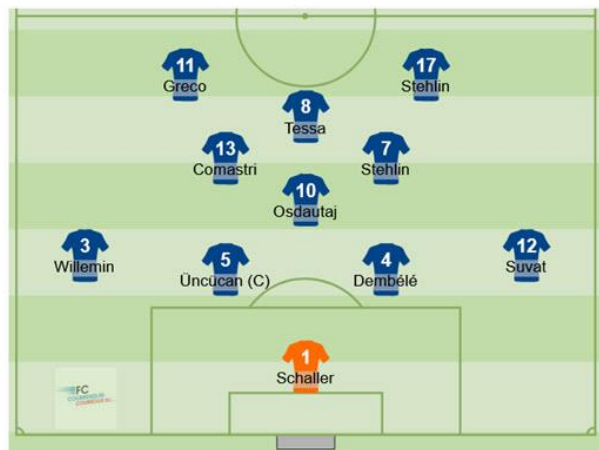 11
Greco
17
Stehlin
8
Tessa
13
Comastri
7
Stehlin
10
Osdautaj
3
Willemin
5
Üncücan (C)
4
Dembélé
12
Suvat
1
Schaller
FC